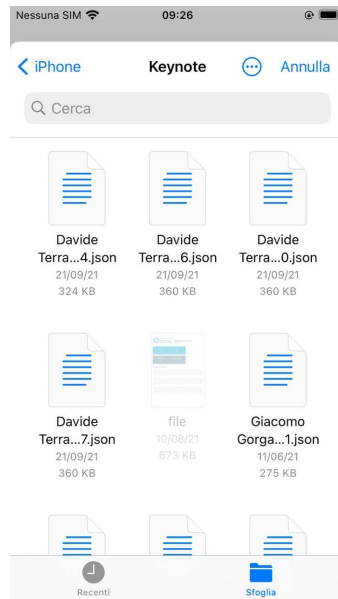 Nessuna SIM 09:26
iPhone Keynote Annulla
Cerca
Davide Davide Davide
Terra...4.json Terra...6.json Terra...0.json
21/09/21 21/09/21 21/09/21
324 KB 360 KB 360 KB
Davide file Giacomo
Terra...7.json 10/08/21 Gorga...1.json
21/09/21 673 KB 11/06/21
360 KB 275 KB
Recenti Sfoglia